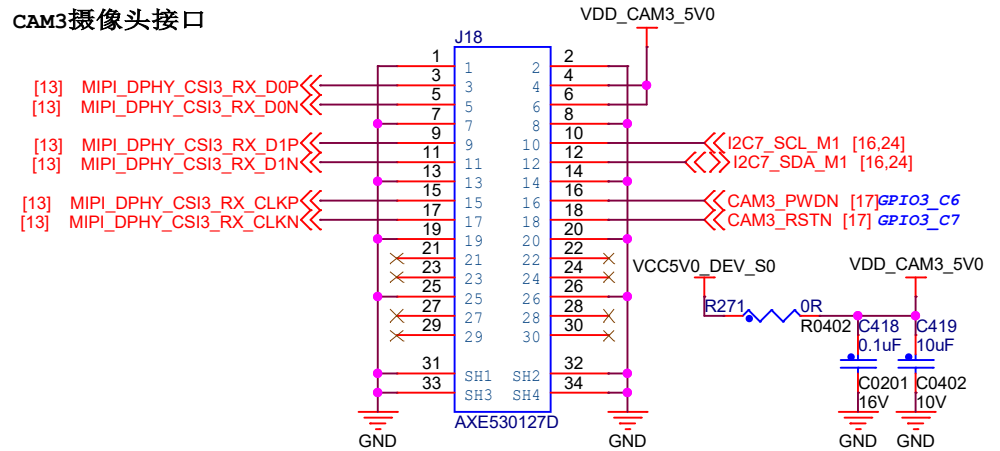 CAM3摄像头接口
VDD_CAM3_5V0
J18
1 1 2 2
[13] MIPI_DPHY_CSI3_RX_D0P 3 3 4 4
[13] MIPI_DPHY_CSI3_RX_D0N 5 5 6 6
7 7 8 8
[13] MIPI_DPHY_CSI3_RX_D1P 9 9 10 10 I2C7_SCL_M1 [16,24]
[13] MIPI_DPHY_CSI3_RX_D1N 11 11 12 12 I2C7_SDA_M1 [16,24]
13 13 14 14
[13] MIPI_DPHY_CSI3_RX_CLKP 15 15 16 16 CAM3_PWDN [17] GPIO3_C6
[13] MIPI_DPHY_CSI3_RX_CLKN 17 17 18 18 CAM3_RSTN [17] GPIO3_C7
19 19 20 20
21 21 22 22
23 23 24 24
25 25 26 26
27 27 28 28
29 29 30 30
31 SH1 SH2 32
33 SH3 SH4 34
AXE530127D
GND GND
VCC5V0_DEV_S0 VDD_CAM3_5V0
R271 0R
R0402 C418 C419
0.1uF 10uF
C0201 C0402
16V 10V
GND GND